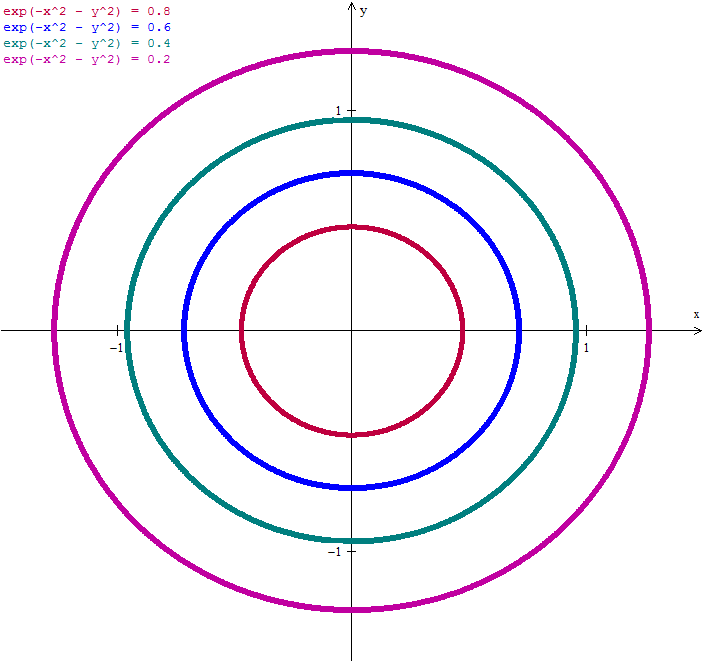 exp(-x^2 - y^2) = 0.8
exp(-x^2 - y^2) = 0.6
exp(-x^2 - y^2) = 0.4
exp(-x^2 - y^2) = 0.2
y
1
x
-1
1
-1